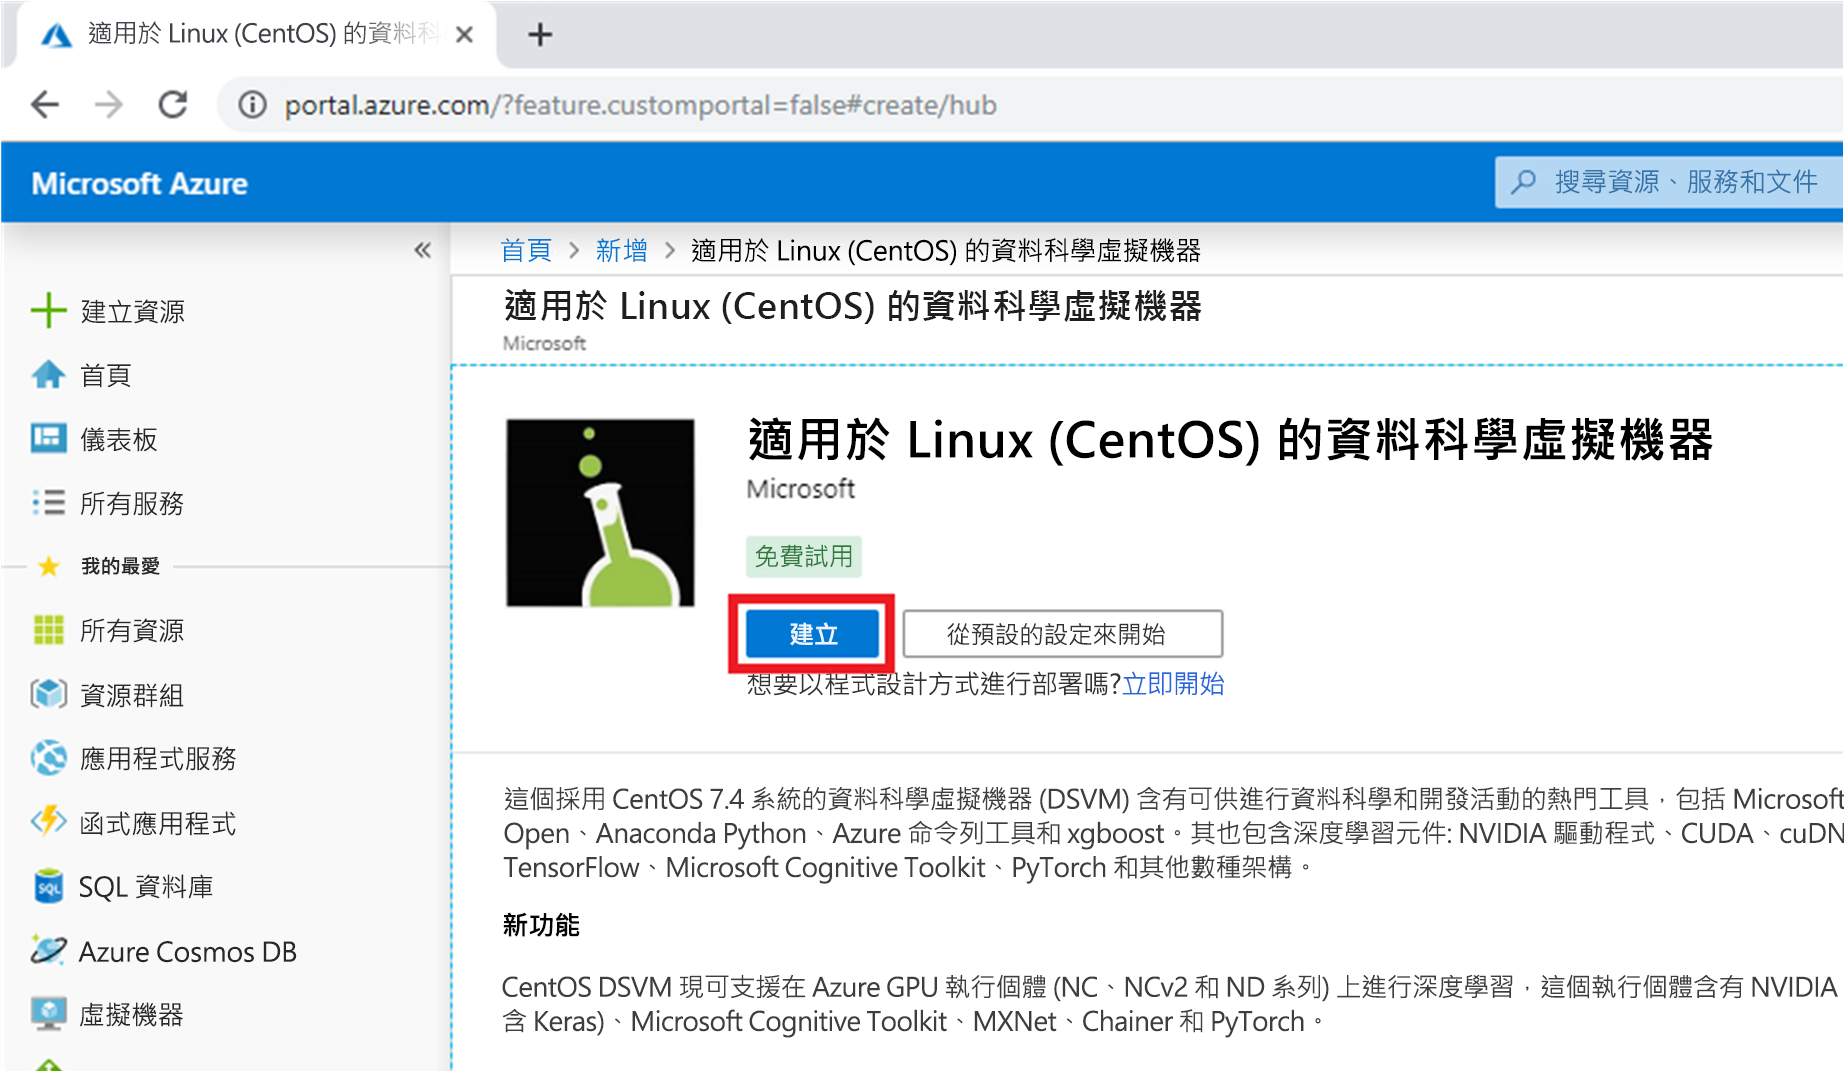 適用於 Linux (CentOS) 的資料科
portal.azure.com/?feature.customportal=false#create/hub
Microsoft Azure
搜尋資源、服務和文件
首頁 > 新增 > 適用於 Linux (CentOS) 的資料科學虛擬機器
適用於 Linux (CentOS) 的資料科學虛擬機器
Microsoft
建立資源
首頁
儀表板
所有服務
我的最愛
所有資源
資源群組
應用程式服務
函式應用程式
SQL 資料庫
Azure Cosmos DB
虛擬機器
適用於 Linux (CentOS) 的資料科學虛擬機器
Microsoft
免費試用
建立
從預設的設定來開始
想要以程式設計方式進行部署嗎?立即開始
這個採用 CentOS 7.4 系統的資料科學虛擬機器 (DSVM) 含有可供進行資料科學和開發活動的熱門工具，包括 Microsoft
Open、Anaconda Python、Azure 命令列工具和 xgboost。其也包含深度學習元件: NVIDIA 驅動程式、CUDA、cuDN
TensorFlow、Microsoft Cognitive Toolkit、PyTorch 和其他數種架構。
新功能
CentOS DSVM 現可支援在 Azure GPU 執行個體 (NC、NCv2 和 ND 系列) 上進行深度學習，這個執行個體含有 NVIDIA
含 Keras)、Microsoft Cognitive Toolkit、MXNet、Chainer 和 PyTorch。